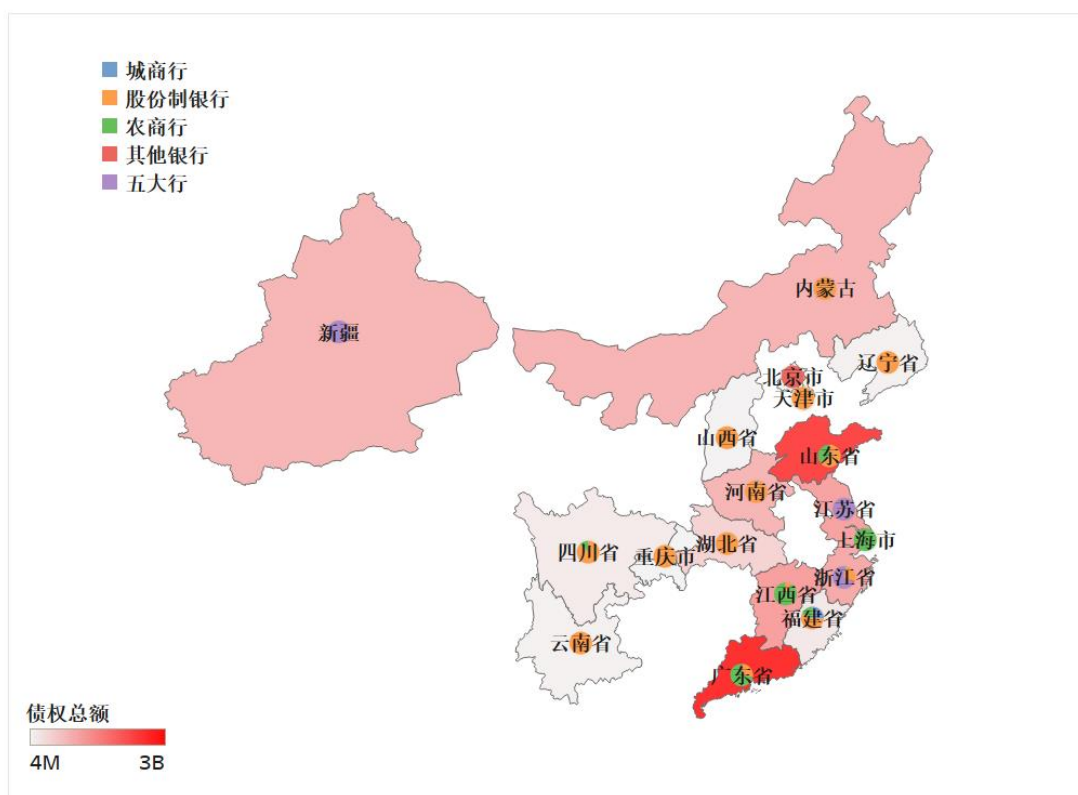 城商行
股份制银行
农商行
其他银行
五大行
内蒙古
新疆
辽宁省
北京市
天津市
山西省
山东省
河南省
江苏省
上海市
湖北省
四川省
重庆市
浙江省
江西省
福建省
云南省
广东省
债权总额
4M 3B